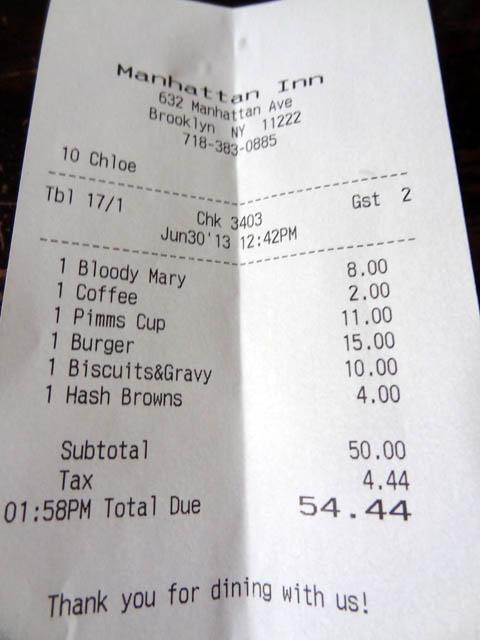 Manhattan Inn
632 Manhattan Ave
Brooklyn NY 11222
718-383-0885
10 Chloe
Tbl 17/1 Chk 3403 Gst 2
Jun30'13 12:42PM
1 Bloody Mary 8.00
1 Coffee 2.00
1 Pimms Cup 11.00
1 Burger 15.00
1 Biscuits&Gravy 10.00
1 Hash Browns 4.00
Subtotal 50.00
Tax 4.44
01:58PM Total Due 54.44
Thank you for dining with us!